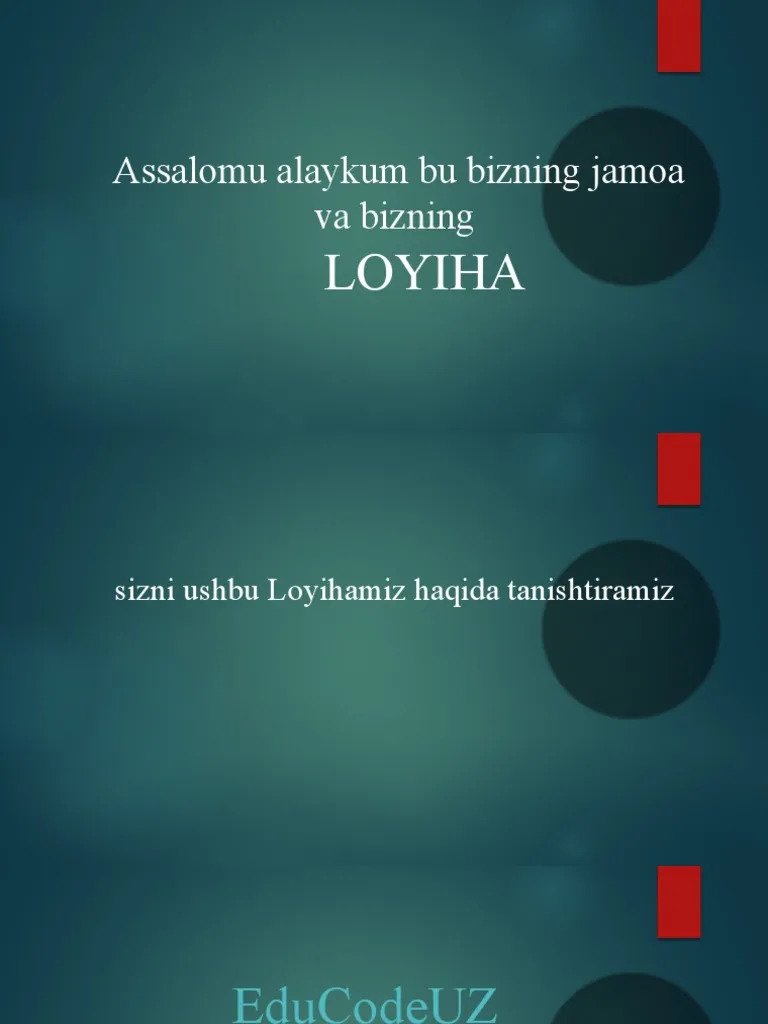 Assalomu alaykum bu bizning jamoa
va bizning
LOYIHA
sizni ushbu Loyihamiz haqida tanishtiramiz
EduCodeUZ